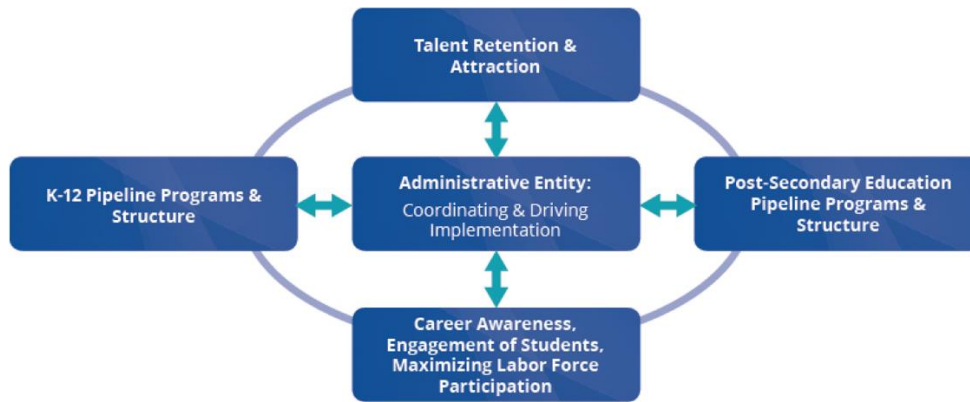 Talent Retention &
Attraction
K-12 Pipeline Programs &
Structure
Administrative Entity:
Coordinating & Driving
Implementation
Post-Secondary Education
Pipeline Programs &
Structure
Career Awareness,
Engagement of Students,
Maximizing Labor Force
Participation